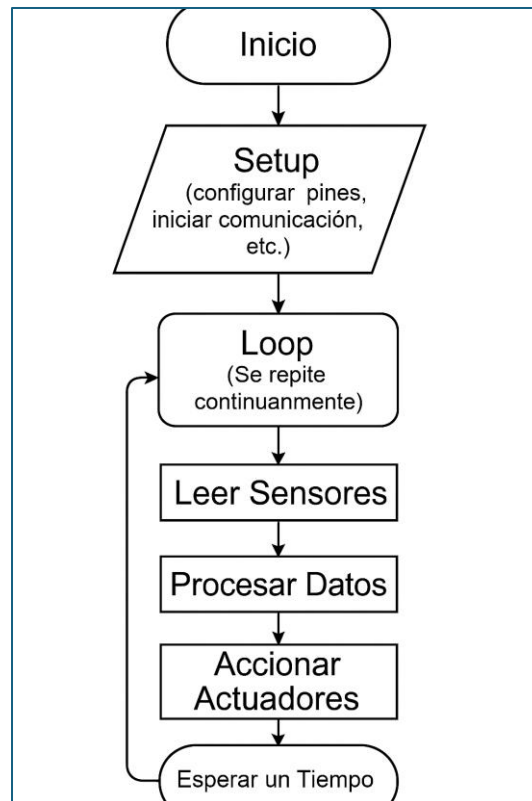 Inicio
Setup
(configurar pines,
iniciar comunicación,
etc.)
Loop
(Se repite
continuanmente)
Leer Sensores
Procesar Datos
Accionar
Actuadores
Esperar un Tiempo